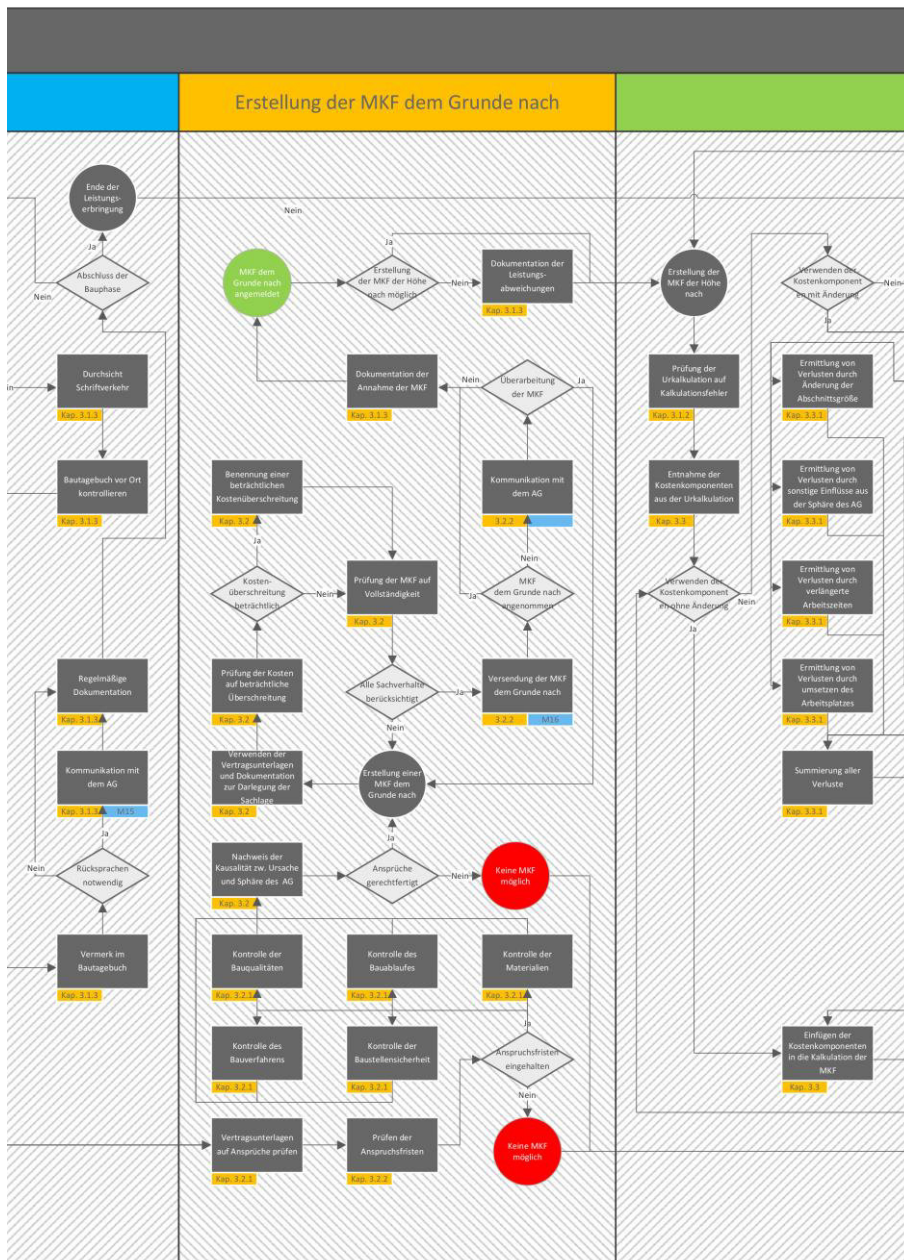 Erstellung der MKF dem Grunde nach
Ende der
Leistungs-
erbringung
Ja
Abschluss der
Bauphase
Nein
Durchsicht
Schriftverkehr
Kap. 3.1.3
Bautagebuch vor Ort
kontrollieren
Kap. 3.1.3
Regelmäßige
Dokumentation
Kap. 3.1.3
Kommunikation mit
dem AG
Kap. 3.1.3
M15
Ja
Nein
Rücksprachen
notwendig
Vermerk im
Bautagebuch
Kap. 3.1.3
Nein
MKF dem
Grunde nach
angemeldet
Ja
Erstellung
der MKF der Höhe
nach möglich
Nein
Dokumentation der
Leistungs-
abweichungen
Kap. 3.1.3
Dokumentation der
Annahme der MKF
Kap. 3.1.3
Nein
Überarbeitung
der MKF
Ja
Benennung einer
beträchtlichen
Kostenüberschreitung
Kap. 3.2
Kommunikation mit
dem AG
3.2.2
Ja
Nein
Kosten-
überschreitung
beträchtlich
Nein
Prüfung der MKF auf
Vollständigkeit
Kap. 3.2
Ja
MKF
dem Grunde nach
angenommen
Prüfung der Kosten
auf beträchtliche
Überschreitung
Kap. 3.2
Alle Sachverhalte
berücksichtigt
Ja
Versendung der MKF
dem Grunde nach
3.2.2
M16
Nein
Verwenden der
Vertragsunterlagen
und Dokumentation
zur Darlegung der
Sachlage
Kap. 3.2
Erstellung einer
MKF dem
Grunde nach
Ja
Nachweis der
Kausalität zw. Ursache
und Sphäre des AG
Kap. 3.2
Ansprüche
gerechtfertigt
Nein
Keine MKF
möglich
Kontrolle der
Bauqualitäten
Kap. 3.2.1
Kontrolle des
Bauablaufes
Kap. 3.2.1
Kontrolle der
Materialien
Kap. 3.2.1
Ja
Kontrolle des
Bauverfahrens
Kap. 3.2.1
Kontrolle der
Baustellensicherheit
Kap. 3.2.1
Anspruchsfristen
eingehalten
Nein
Vertragsunterlagen
auf Ansprüche prüfen
Kap. 3.2.1
Prüfen der
Anspruchsfristen
Kap. 3.2.2
Keine MKF
möglich
Erstellung der
MKF der Höhe
nach
Verwenden der
Kostenkomponent
en mit Änderung
Nein
Ja
Prüfung der
Urkalkulation auf
Kalkulationsfehler
Kap. 3.1.2
Ermittlung von
Verlusten durch
Änderung der
Abschnittsgröße
Kap. 3.3.1
Entnahme der
Kostenkomponenten
aus der Urkalkulation
Kap. 3.3
Ermittlung von
Verlusten durch
sonstige Einflüsse aus
der Sphäre des AG
Kap. 3.3.1
Verwenden der
Kostenkomponent
en ohne Änderung
Nein
Ja
Ermittlung von
Verlusten durch
verlängerte
Arbeitszeiten
Kap. 3.3.1
Ermittlung von
Verlusten durch
umsetzen des
Arbeitsplatzes
Kap. 3.3.1
Summierung aller
Verluste
Kap. 3.3.1
Einfügen der
Kostenkomponenten
in die Kalkulation der
MKF
Kap. 3.3